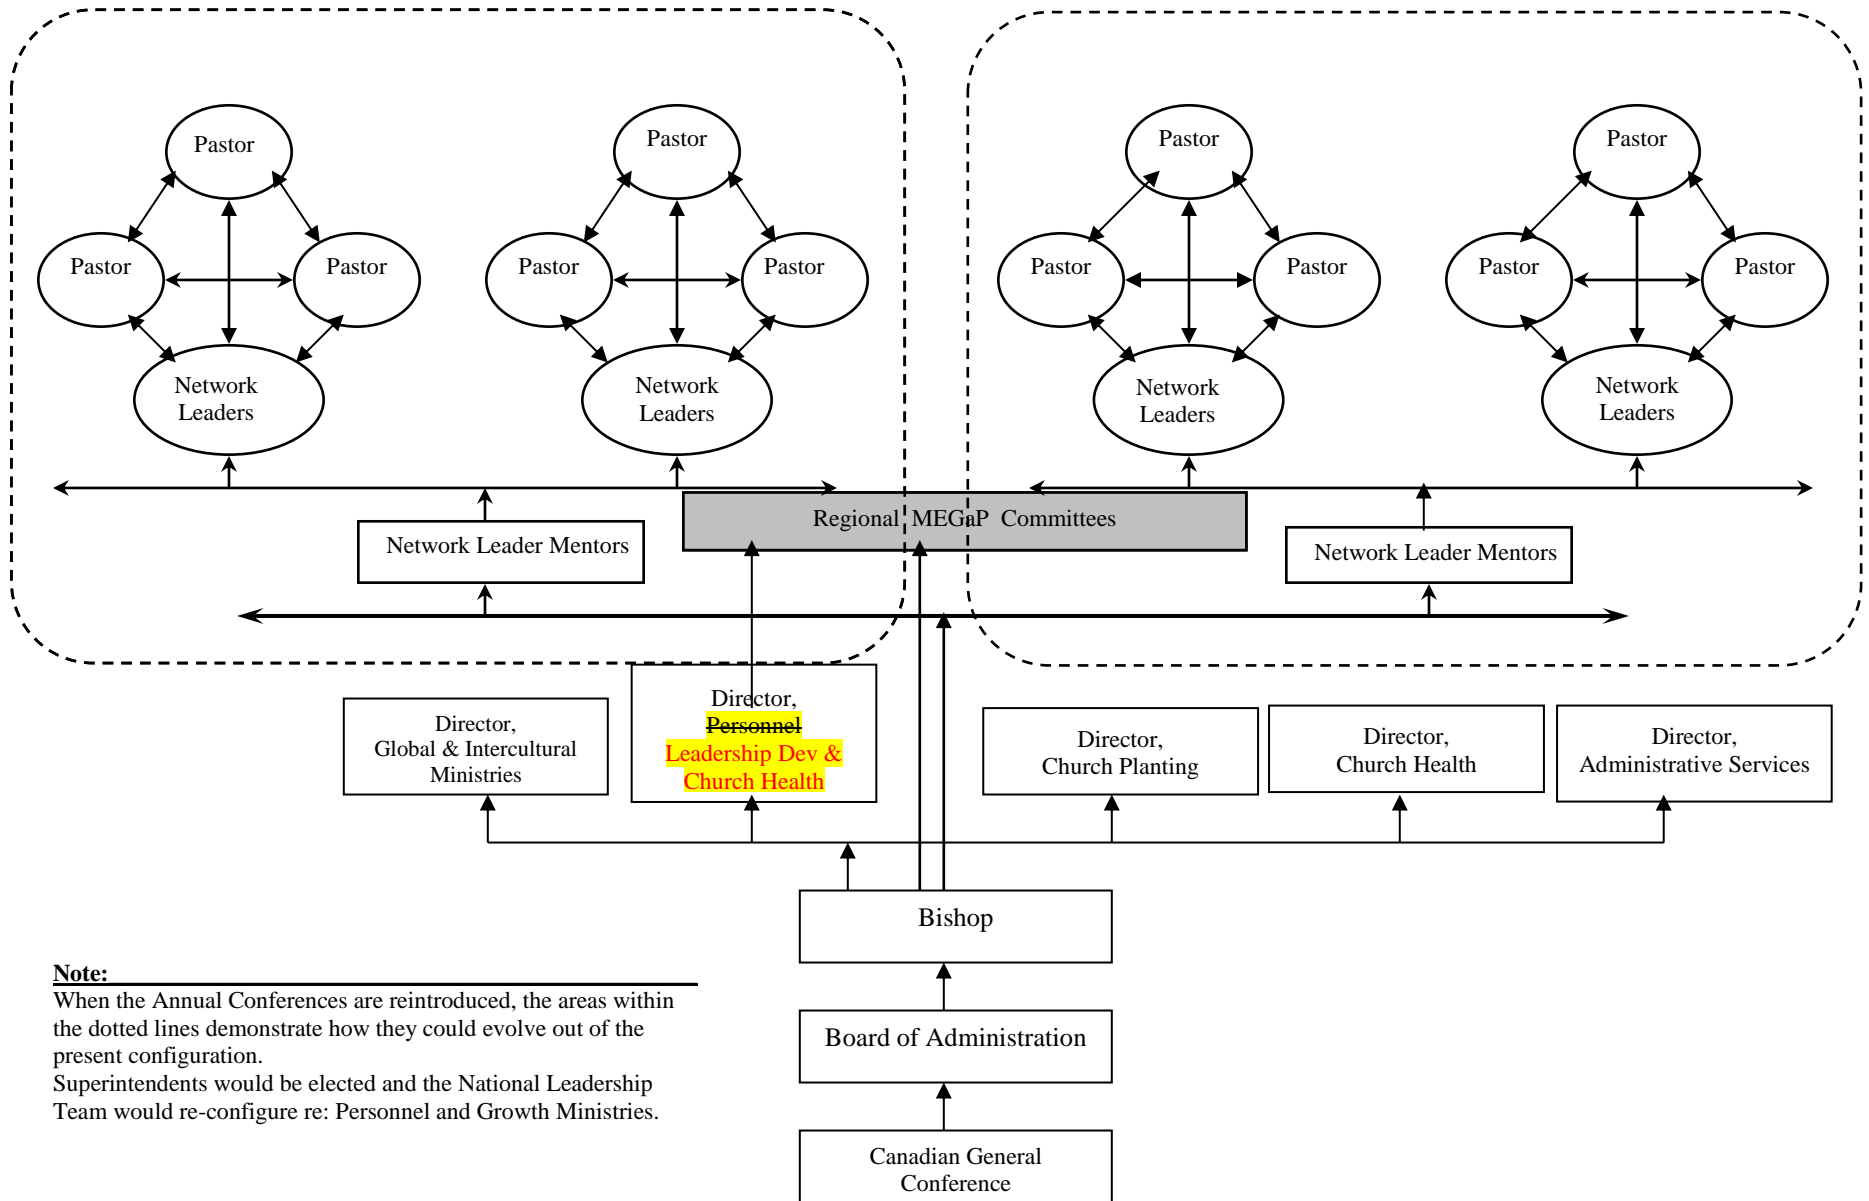 Pastor
Pastor
Pastor
Pastor
Pastor
Pastor
Pastor
Pastor
Pastor
Pastor
Pastor
Pastor
Network
Leaders
Network
Leaders
Network
Leaders
Network
Leaders
Regional MEGaP Committees
Network Leader Mentors
Network Leader Mentors
Director,
Global & Intercultural
Ministries
Director,
Personnel
Leadership Dev &
Church Health
Director,
Church Planting
Director,
Church Health
Director,
Administrative Services
Bishop
Note:
When the Annual Conferences are reintroduced, the areas within
the dotted lines demonstrate how they could evolve out of the
present configuration.
Superintendents would be elected and the National Leadership
Team would re-configure re: Personnel and Growth Ministries.
Board of Administration
Canadian General
Conference